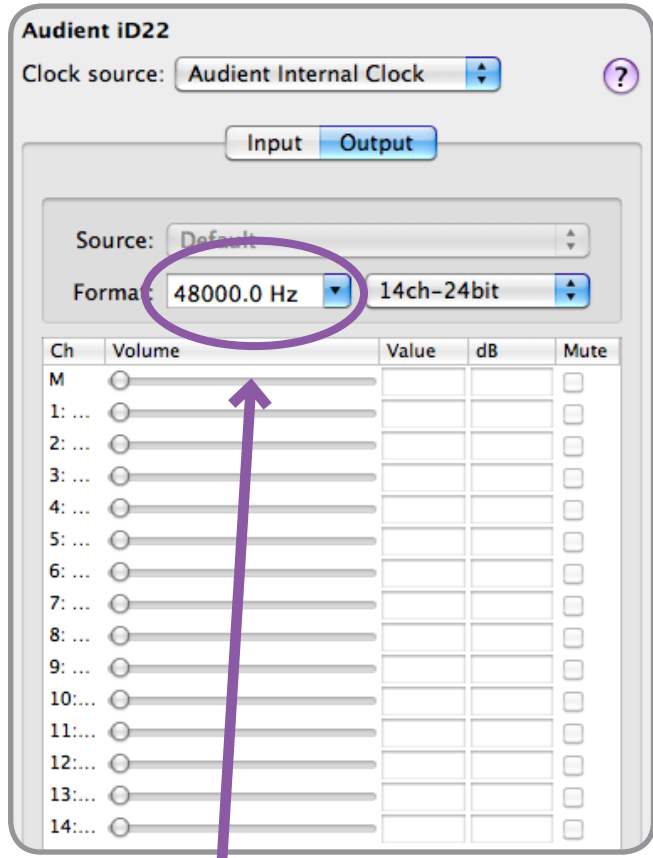 Audient iD22
Clock source: Audient Internal Clock ?
Input Output
Source: Default
Format: 48000.0 Hz 14ch-24bit
Ch Volume Value dB Mute
M
1: ...
2: ...
3: ...
4: ...
5: ...
6: ...
7: ...
8: ...
9: ...
10:...
11:...
12:...
13:...
14:...